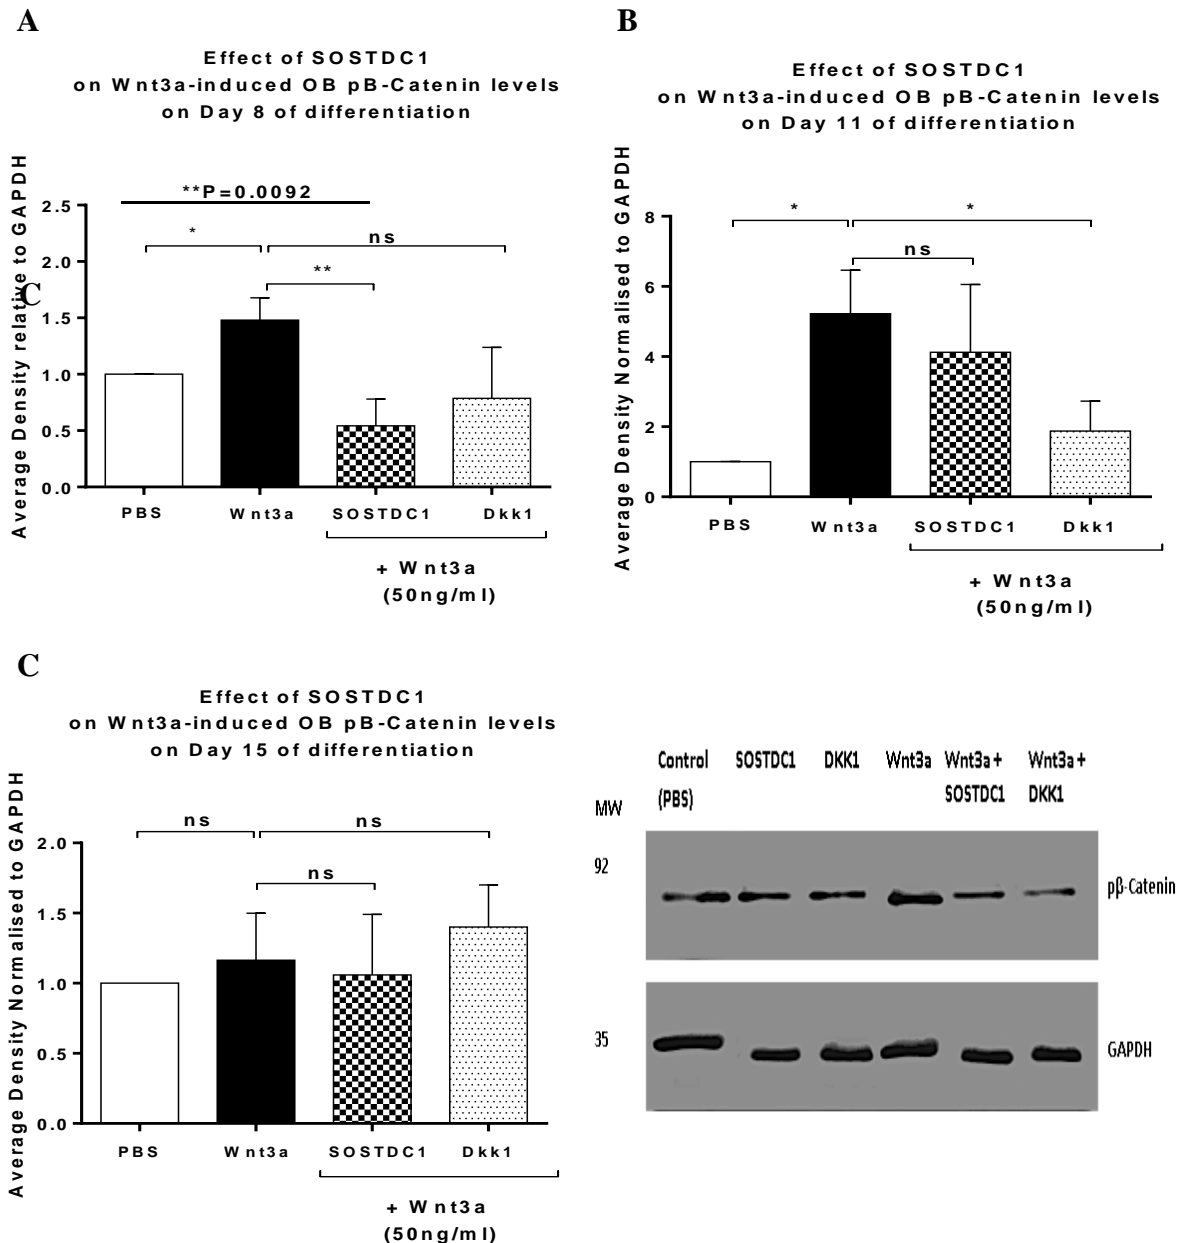 A
Effect of SOSTDC1
on Wnt3a-induced OB pB-Catenin levels
on Day 8 of differentiation
Average Density relative to GAPDH
**P=0.0092
2.5
2.0
1.5
1.0
0.5
0.0
*
ns
**
C
PBS
Wnt3a
SOSTDC1
Dkk1
+ Wnt3a
(50ng/ml)
B
Effect of SOSTDC1
on Wnt3a-induced OB pB-Catenin levels
on Day 11 of differentiation
Average Density Normalised to GAPDH
8
6
4
2
0
*
*
ns
PBS
Wnt3a
SOSTDC1
Dkk1
+ Wnt3a
(50ng/ml)
C
Effect of SOSTDC1
on Wnt3a-induced OB pB-Catenin levels
on Day 15 of differentiation
Average Density Normalised to GAPDH
2.0
1.5
1.0
0.5
0.0
ns
ns
ns
PBS
Wnt3a
SOSTDC1
Dkk1
+ Wnt3a
(50ng/ml)
Control
(PBS)
SOSTDC1
DKK1
Wnt3a
Wnt3a +
SOSTDC1
Wnt3a +
DKK1
MW
92
pβ-Catenin
35
GAPDH